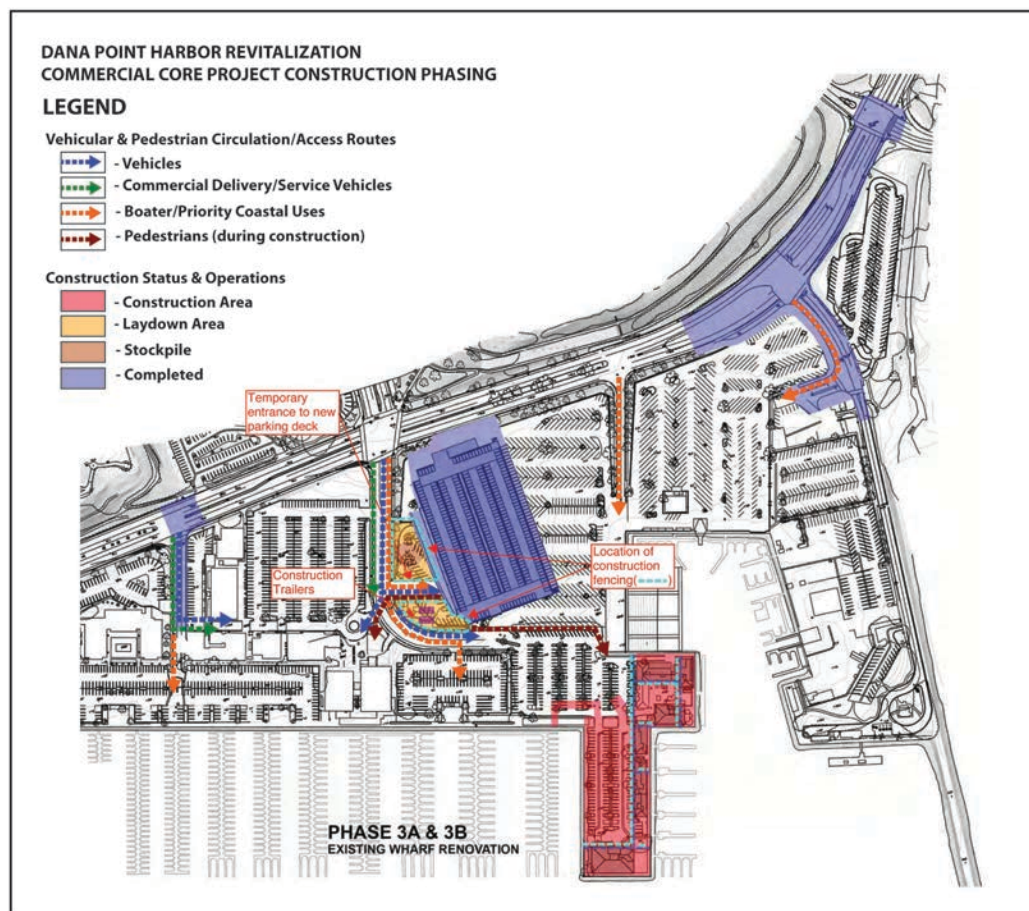 DANA POINT HARBOR REVITALIZATION
COMMERCIAL CORE PROJECT CONSTRUCTION PHASING
LEGEND
Vehicular & Pedestrian Circulation/Access Routes
- Vehicles
- Commercial Delivery/Service Vehicles
- Boater/Priority Coastal Uses
- Pedestrians (during construction)
Construction Status & Operations
- Construction Area
- Laydown Area
- Stockpile
- Completed
Temporary
entrance to new
parking deck
Construction
Trailers
Location of
construction
fencing( )
PHASE 3A & 3B
EXISTING WHARF RENOVATION